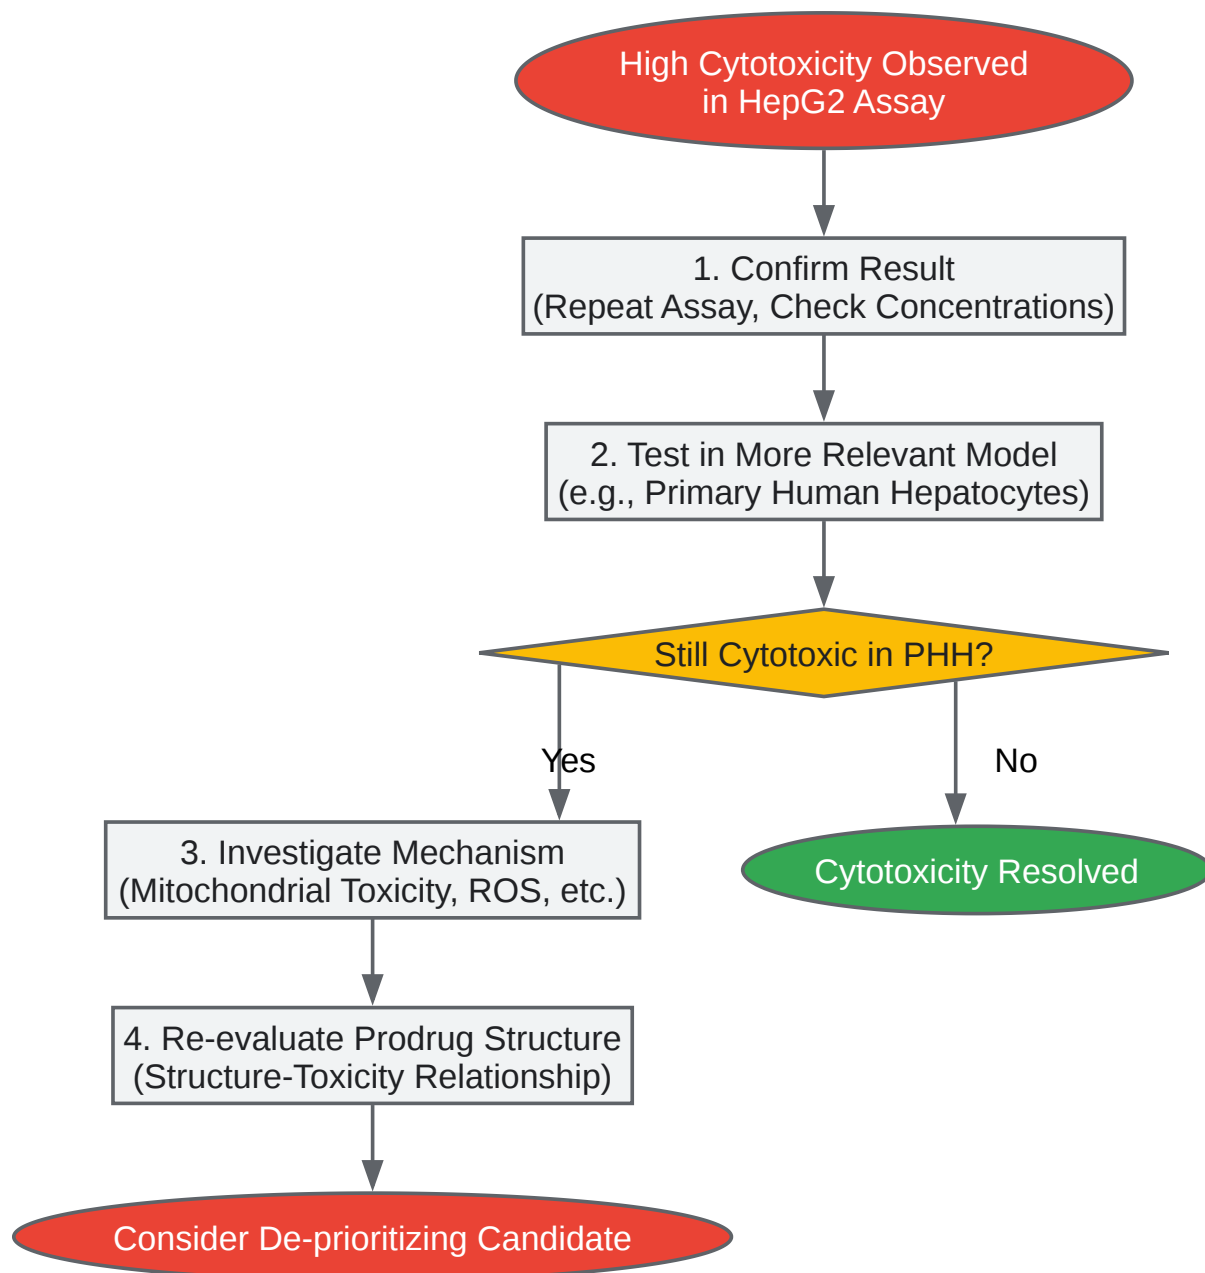 High Cytotoxicity Observed
in HepG2 Assay
1. Confirm Result
(Repeat Assay, Check Concentrations)
2. Test in More Relevant Model
(e.g., Primary Human Hepatocytes)
Still Cytotoxic in PHH?
Yes
No
3. Investigate Mechanism
(Mitochondrial Toxicity, ROS, etc.)
Cytotoxicity Resolved
4. Re-evaluate Prodrug Structure
(Structure-Toxicity Relationship)
Consider De-prioritizing Candidate